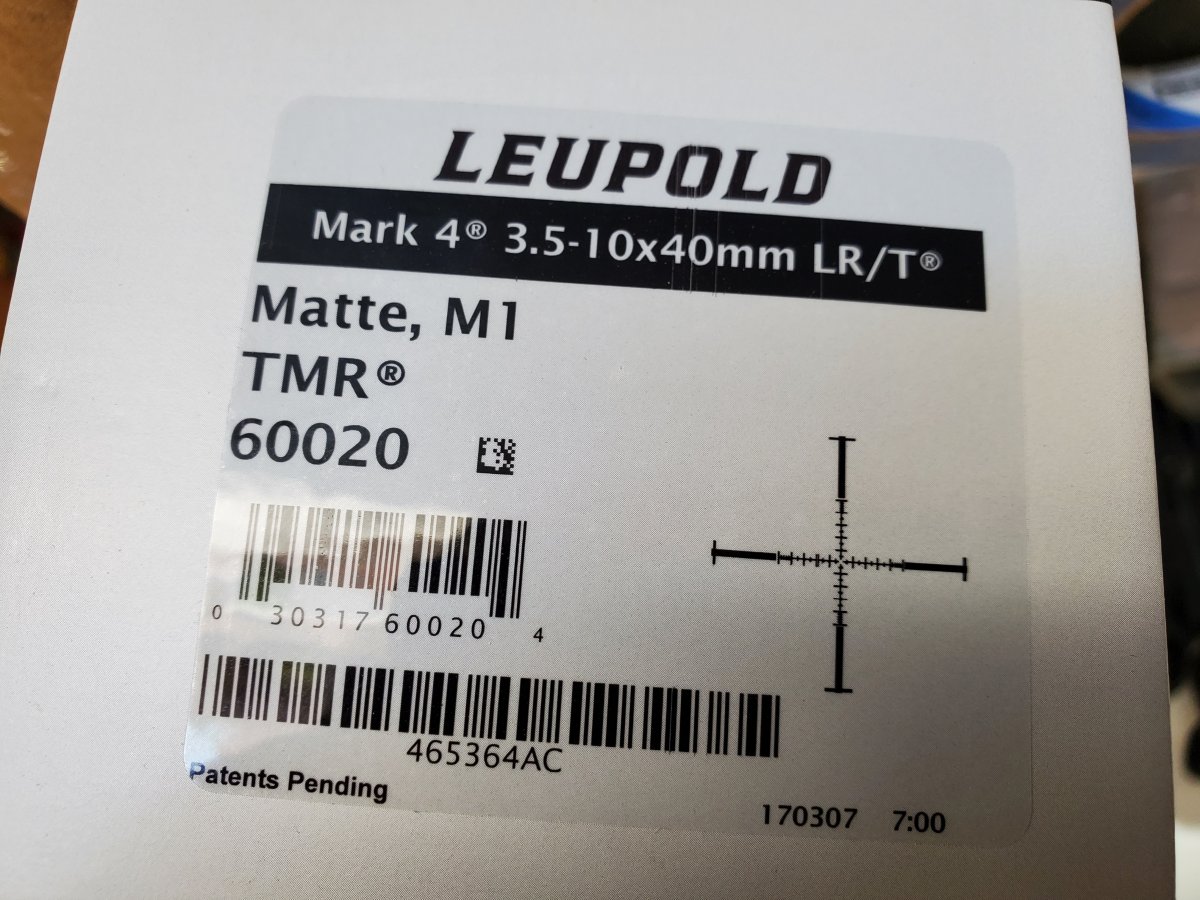 LEUPOLD
Mark 4® 3.5-10x40mm LR/T®
Matte, M1
TMR®
60020
0 30317 60020 4
465364AC
Patents Pending
170307 7:00